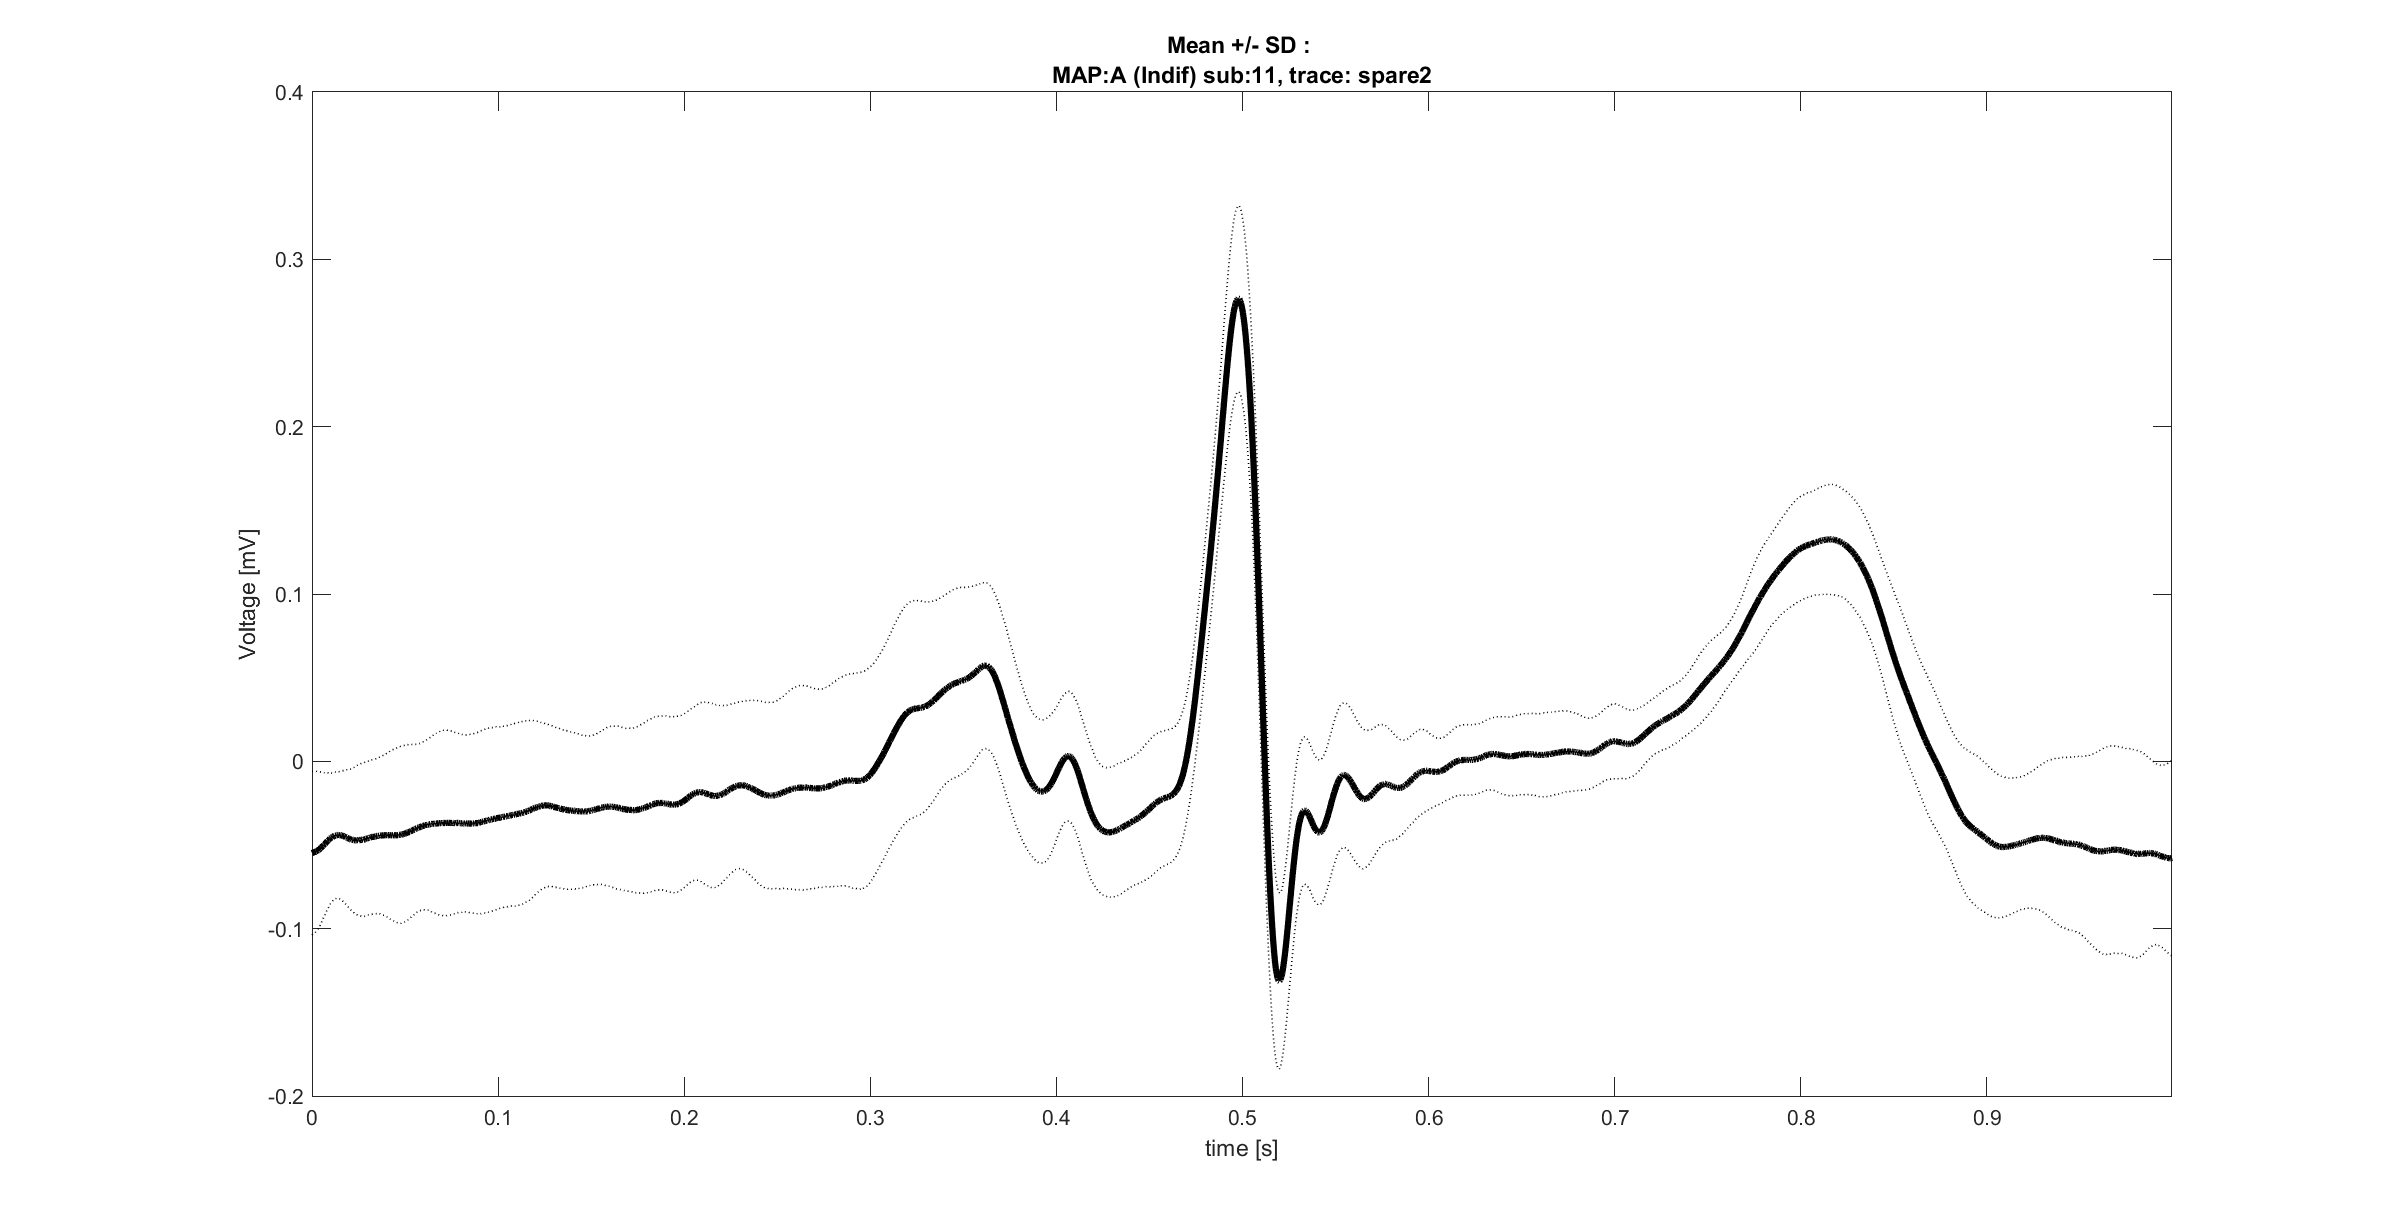 Mean +/- SD :
MAP:A (Indif) sub:11, trace: spare2
0.4
0.3
0.2
0.1
0
-0.1
-0.2
Voltage [mV]
0 0.1 0.2 0.3 0.4 0.5 0.6 0.7 0.8 0.9
time [s]